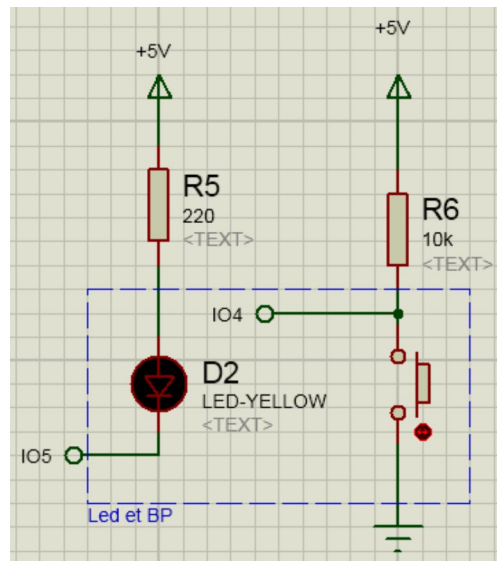 +5V
+5V
R5
220
<TEXT>
R6
10k
<TEXT>
IO4
D2
LED-YELLOW
<TEXT>
IO5
Led et BP